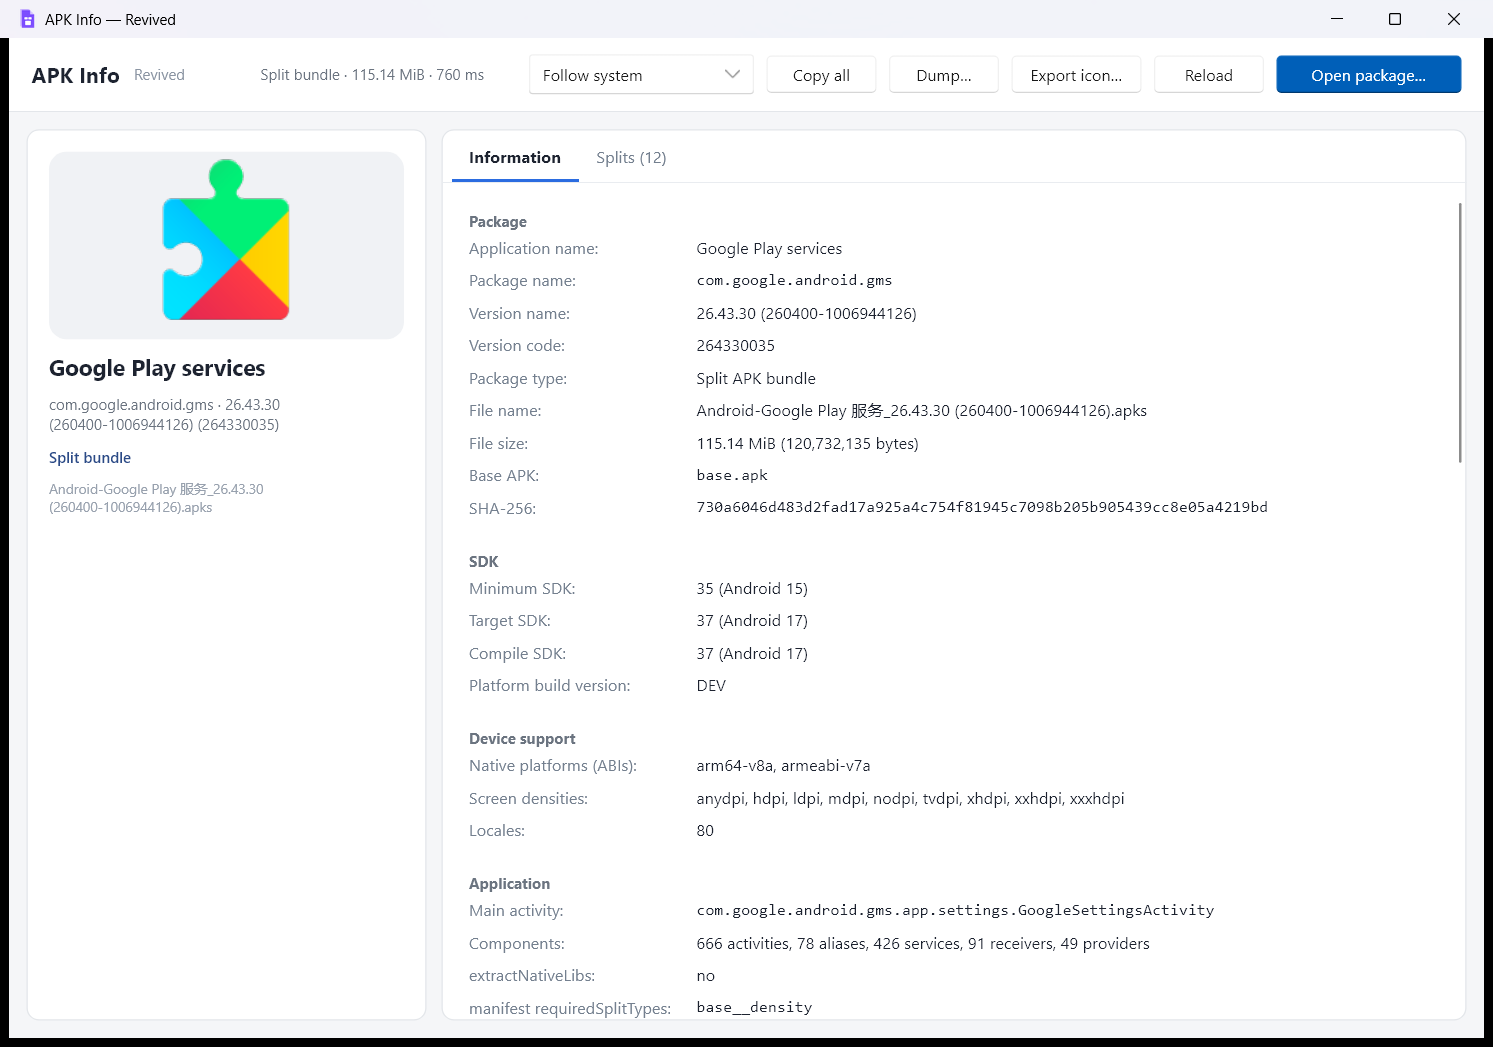 APK Info — Revived
APK Info Revived Split bundle · 115.14 MiB · 760 ms Follow system Copy all Dump... Export icon... Reload Open package...
Google Play services
com.google.android.gms · 26.43.30
(260400-1006944126) (264330035)
Split bundle
Android-Google Play 服务_26.43.30
(260400-1006944126).apks
Information Splits (12)
Package
Application name: Google Play services
Package name: com.google.android.gms
Version name: 26.43.30 (260400-1006944126)
Version code: 264330035
Package type: Split APK bundle
File name: Android-Google Play 服务_26.43.30 (260400-1006944126).apks
File size: 115.14 MiB (120,732,135 bytes)
Base APK: base.apk
SHA-256: 730a6046d483d2fad17a925a4c754f81945c7098b205b905439cc8e05a4219bd
SDK
Minimum SDK: 35 (Android 15)
Target SDK: 37 (Android 17)
Compile SDK: 37 (Android 17)
Platform build version: DEV
Device support
Native platforms (ABIs): arm64-v8a, armeabi-v7a
Screen densities: anydpi, hdpi, ldpi, mdpi, nodpi, tvdpi, xhdpi, xxhdpi, xxxhdpi
Locales: 80
Application
Main activity: com.google.android.gms.app.settings.GoogleSettingsActivity
Components: 666 activities, 78 aliases, 426 services, 91 receivers, 49 providers
extractNativeLibs: no
manifest requiredSplitTypes: base__density